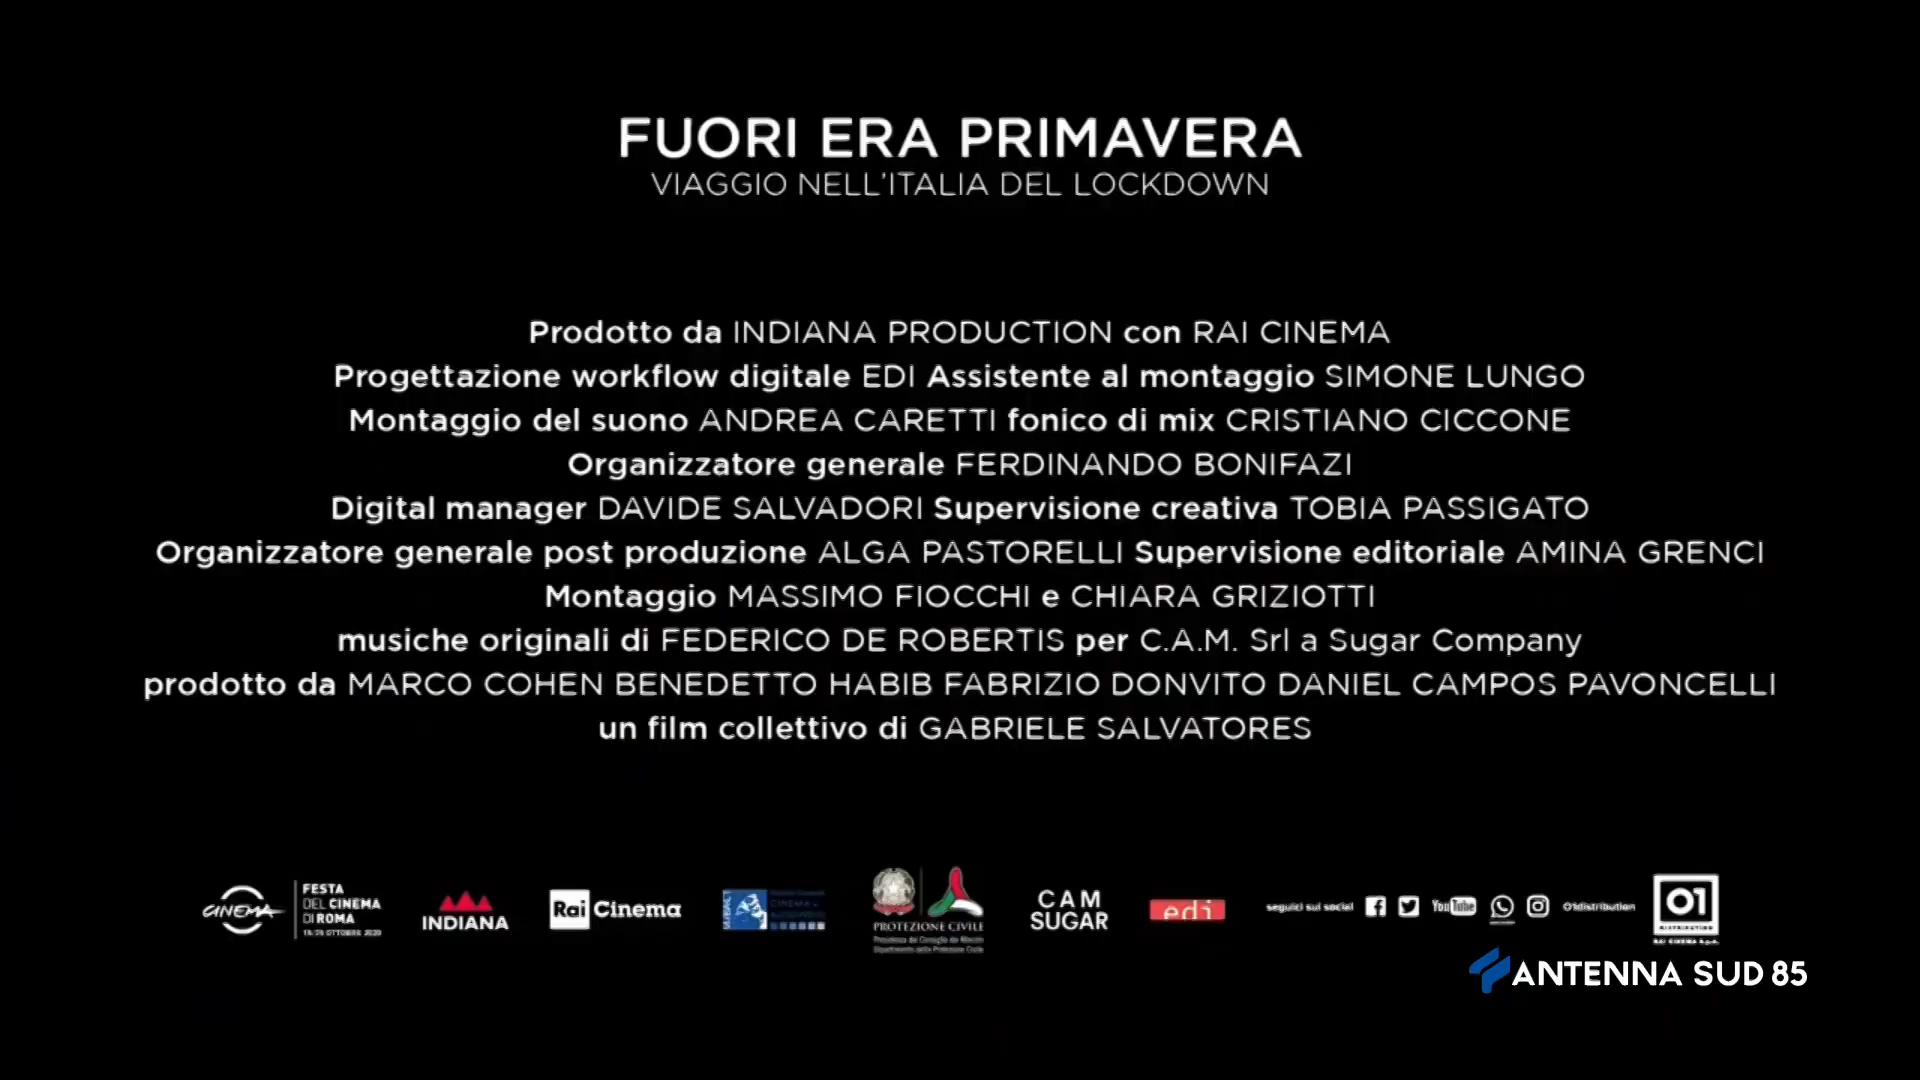 FUORI ERA PRIMAVERA
VIAGGIO NELL'ITALIA DEL LOCKDOWN
Prodotto da INDIANA PRODUCTION con RAI CINEMA
Progettazione workflow digitale EDI Assistente al montaggio SIMONE LUNGO
Montaggio del suono ANDREA CARETTI fonico di mix CRISTIANO CICCONE
Organizzatore generale FERDINANDO BONIFAZI
Digital manager DAVIDE SALVADORI Supervisione creativa TOBIA PASSIGATO
Organizzatore generale post produzione ALGA PASTORELLI Supervisione editoriale AMINA GRENCI
Montaggio MASSIMO FIOCCHI e CHIARA GRIZIOTTI
musiche originali di FEDERICO DE ROBERTIS per C.A.M. Srl a Sugar Company
prodotto da MARCO COHEN BENEDETTO HABIB FABRIZIO DONVITO DANIEL CAMPOS PAVONCELLI
un film collettivo di GABRIELE SALVATORES
CINEMA
FESTA
DEL CINEMA
DI ROMA
INDIANA
Rai Cinema
PROTEZIONE CIVILE
CAM
SUGAR
edi
seguici sui social
YouTube
01distribution
01
DISTRIBUTION
ANTENNA SUD 85